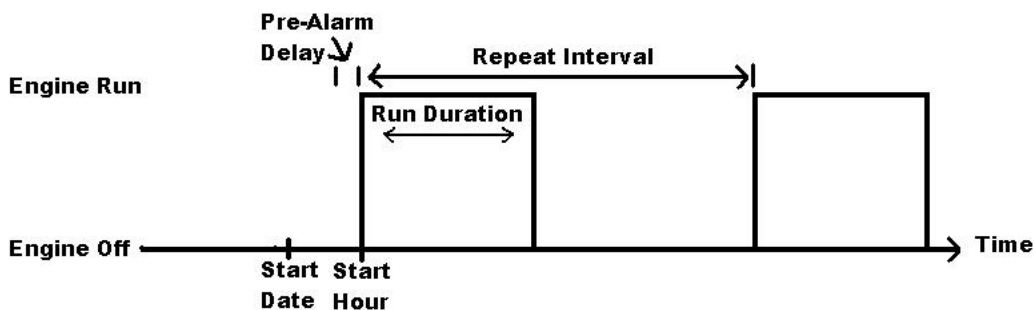 Pre-Alarm
Delay
Repeat Interval
Engine Run
Run Duration
Engine Off
Time
Start
Date
Start
Hour